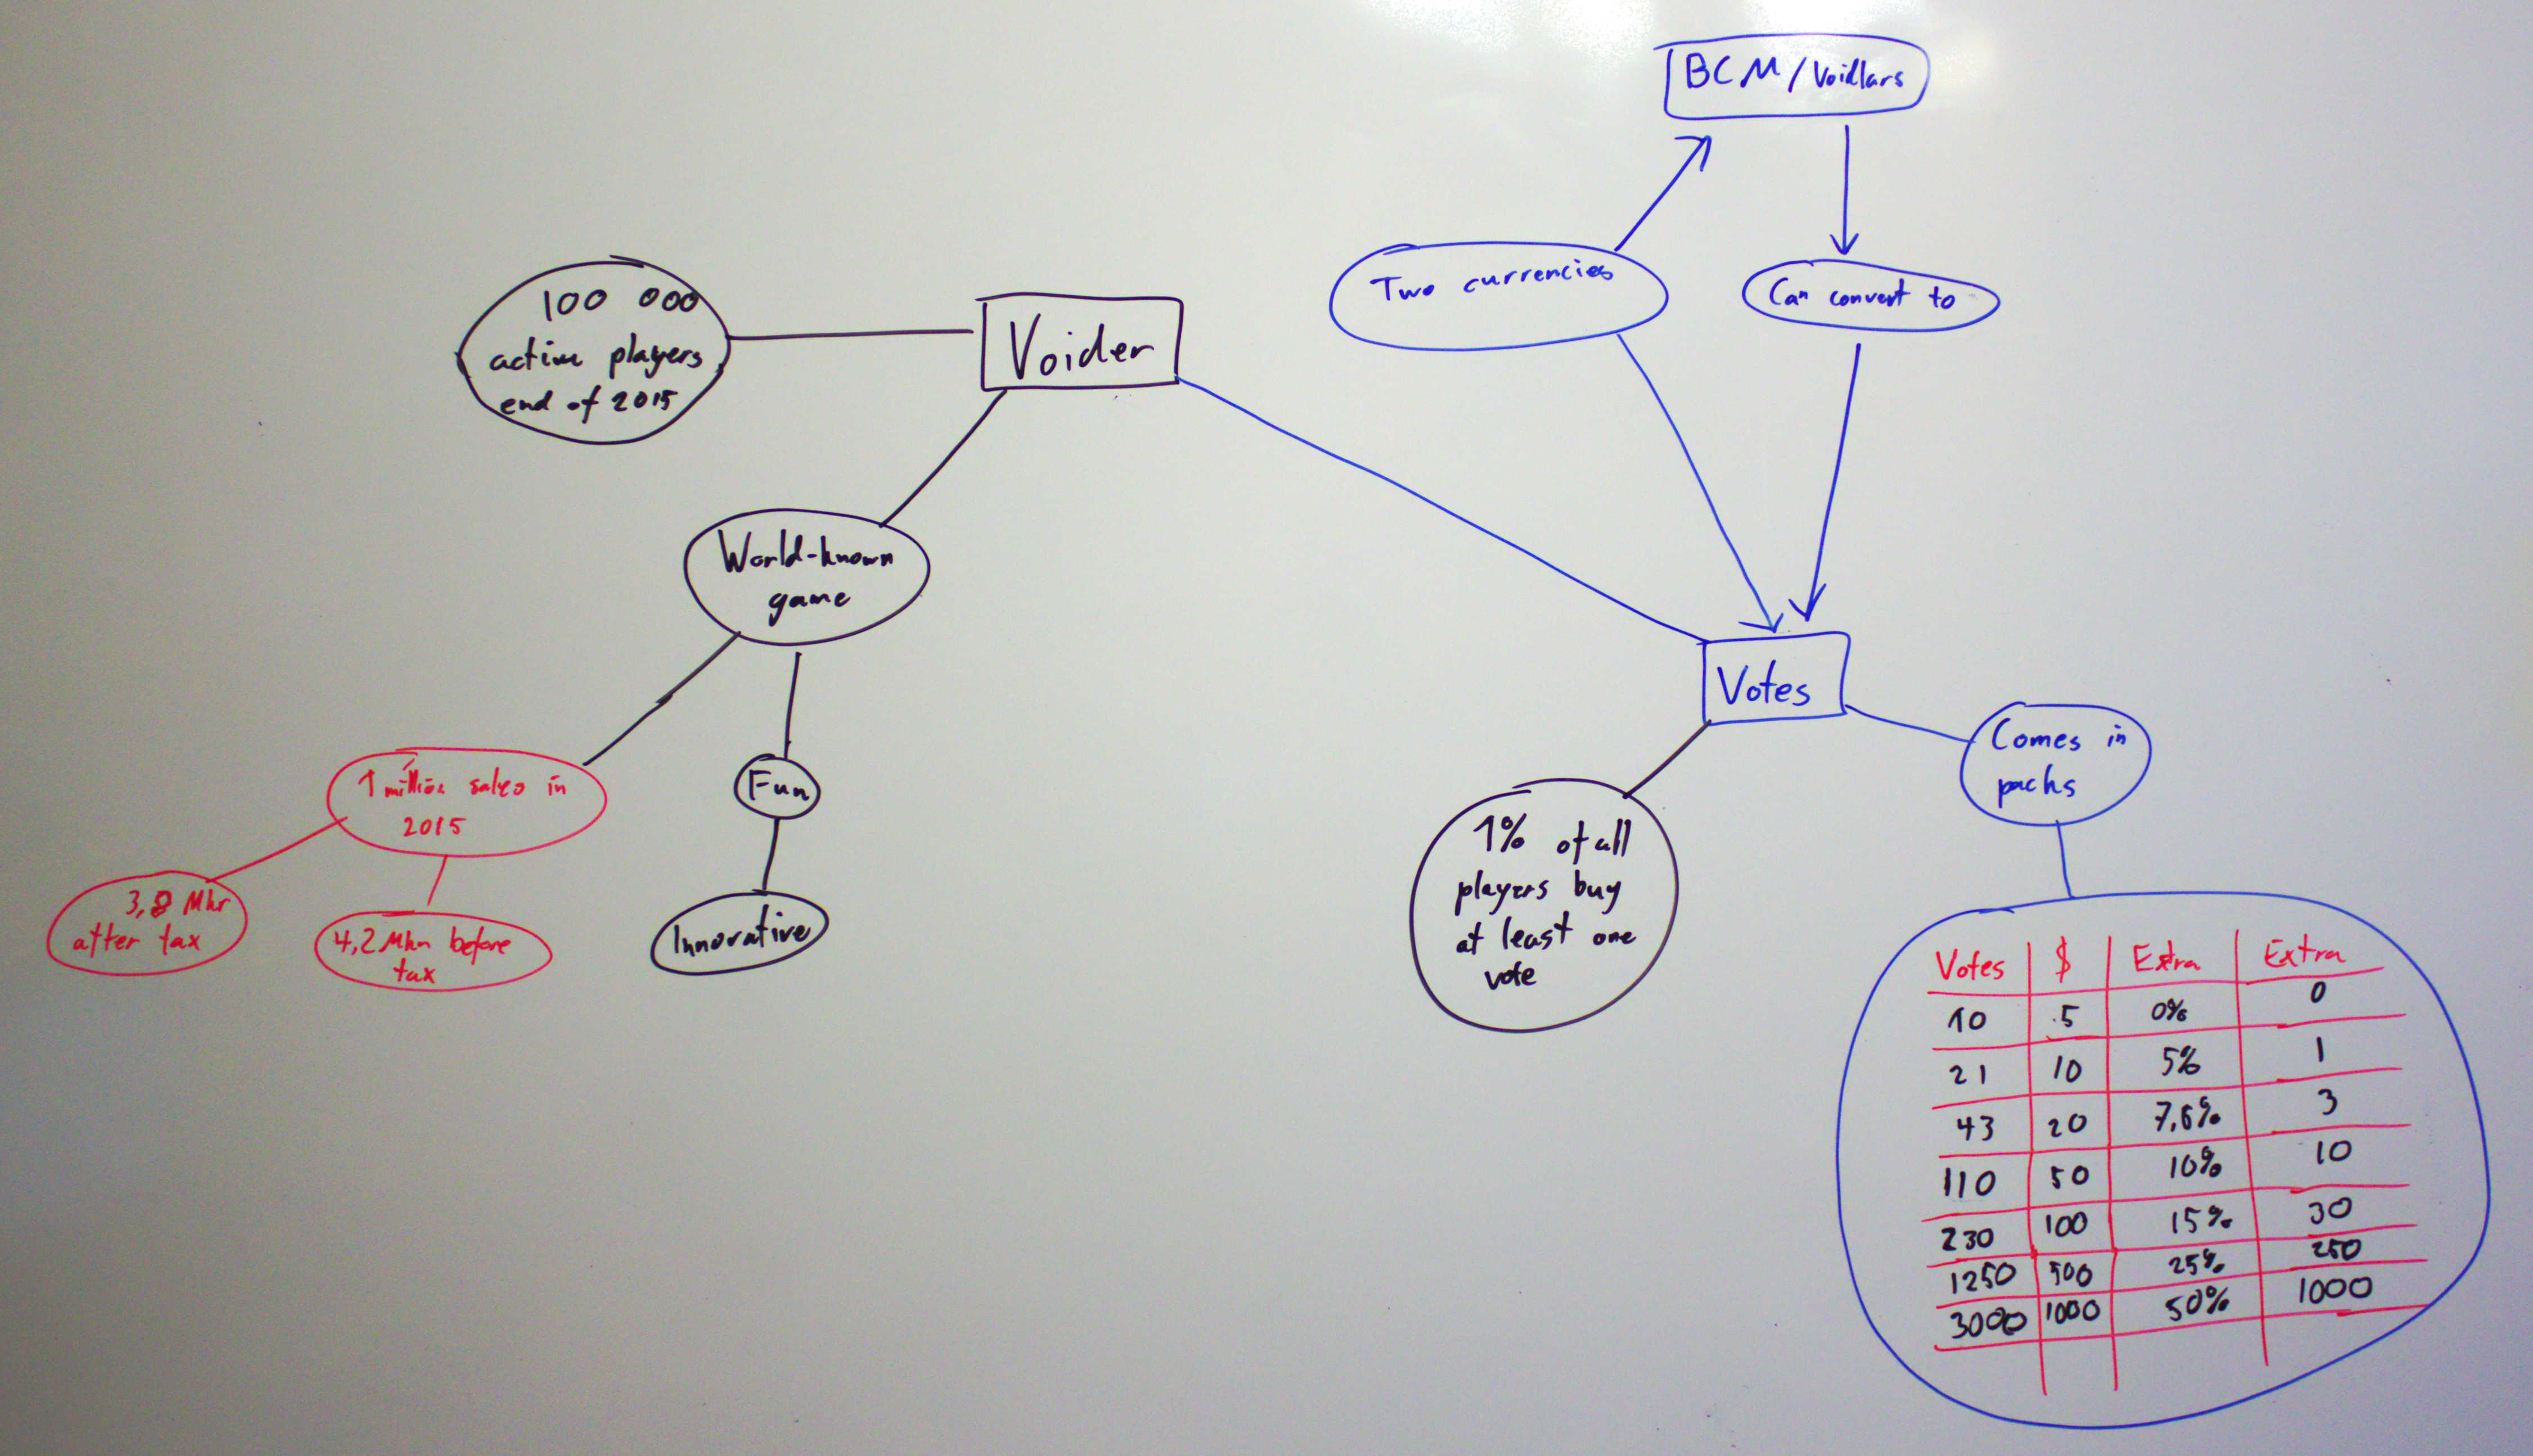 BCM/Voidlars
Two currencies
Can convert to
100 000
active players
end of 2015
Voider
World-known
game
Votes
Comes in
packs
1 million sales in
2015
Fun
Innovative
3,8 Mkr
after tax
4,2 Mkr before
tax
1% of all
players buy
at least one
vote
Votes $ Extra Extra
10 5 0% 0
21 10 5% 1
43 20 7,5% 3
110 50 10% 10
230 100 15% 30
1250 500 25% 250
3000 1000 50% 1000